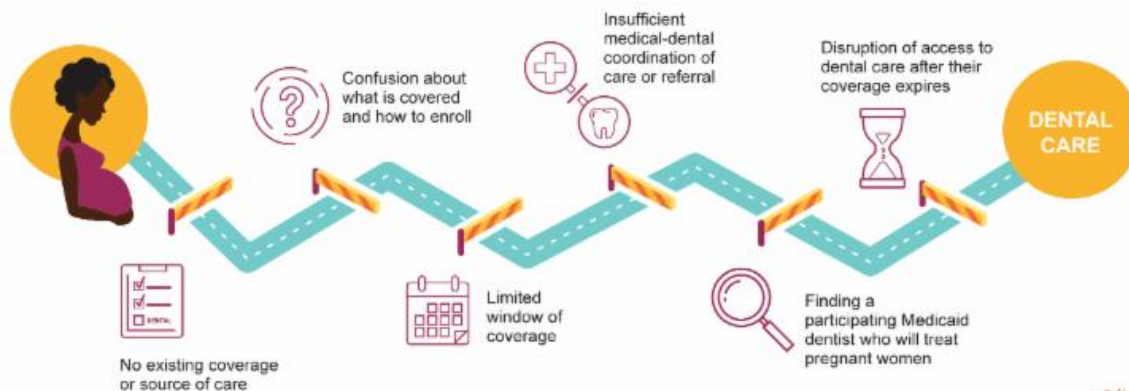 No existing coverage
or source of care
DENTAL
Confusion about
what is covered
and how to enroll
Limited
window of
coverage
Insufficient
medical-dental
coordination of
care or referral
Finding a
participating Medicaid
dentist who will treat
pregnant women
Disruption of access to
dental care after their
coverage expires
DENTAL
CARE